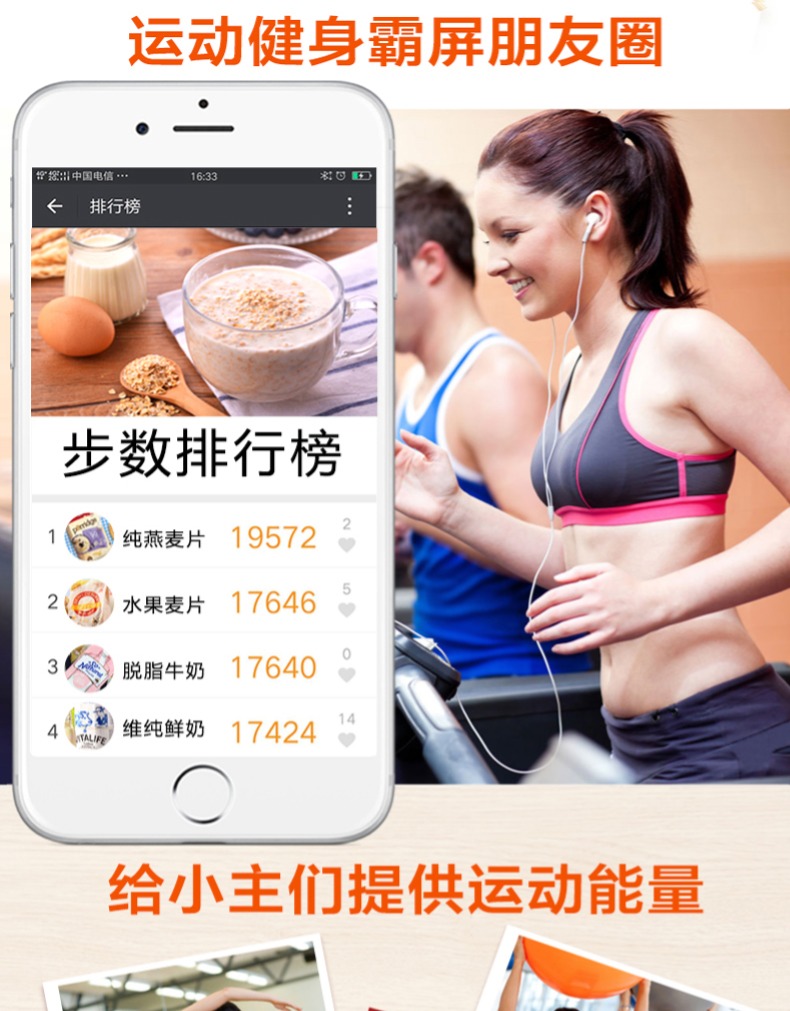 运动健身霸屏朋友圈
中国电信 ··· 16:33
排行榜
步数排行榜
1 纯燕麦片 19572 2
porridge
2 水果麦片 17646 5
3 脱脂牛奶 17640 0
4 维纯鲜奶 17424 14
VITALIFE
给小主们提供运动能量